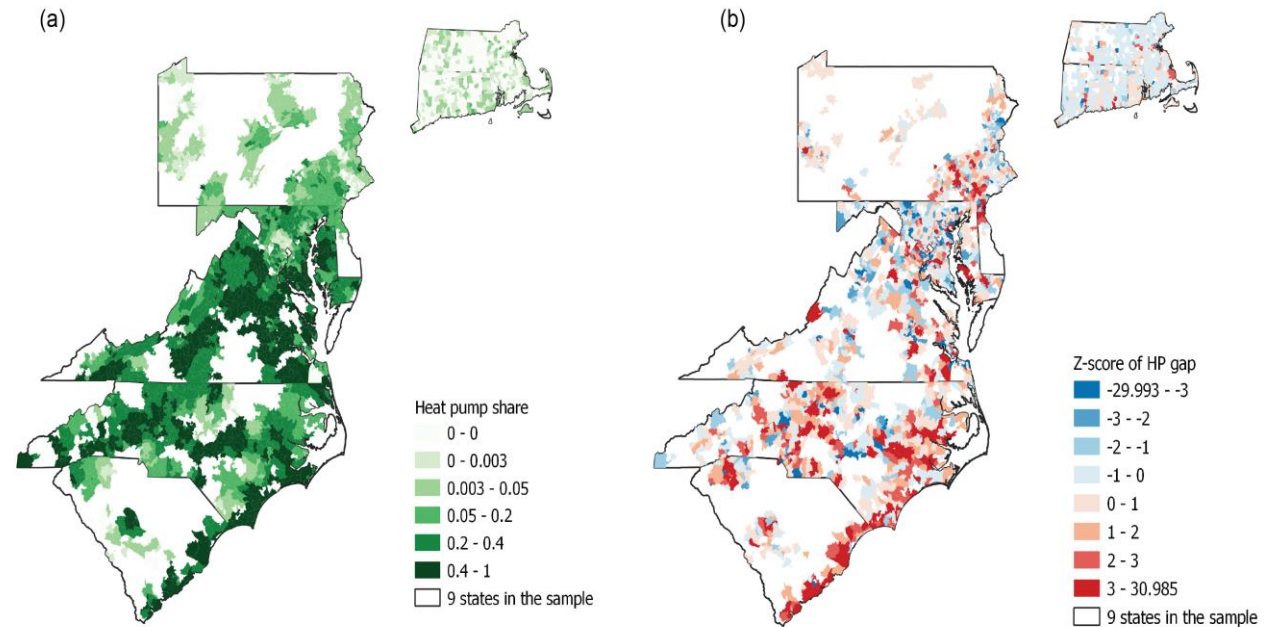 (a)
Heat pump share
0 - 0
0 - 0.003
0.003 - 0.05
0.05 - 0.2
0.2 - 0.4
0.4 - 1
9 states in the sample
(b)
Z-score of HP gap
-29.993 - -3
-3 - -2
-2 - -1
-1 - 0
0 - 1
1 - 2
2 - 3
3 - 30.985
9 states in the sample